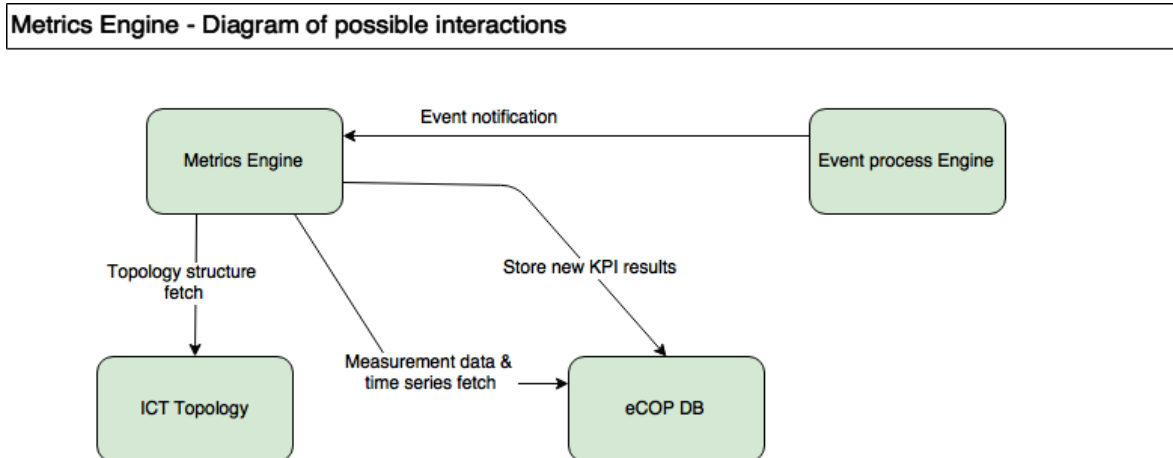 Metrics Engine - Diagram of possible interactions
Event notification
Metrics Engine
Event process Engine
Topology structure
fetch
Store new KPI results
Measurement data &
time series fetch
ICT Topology
eCOP DB